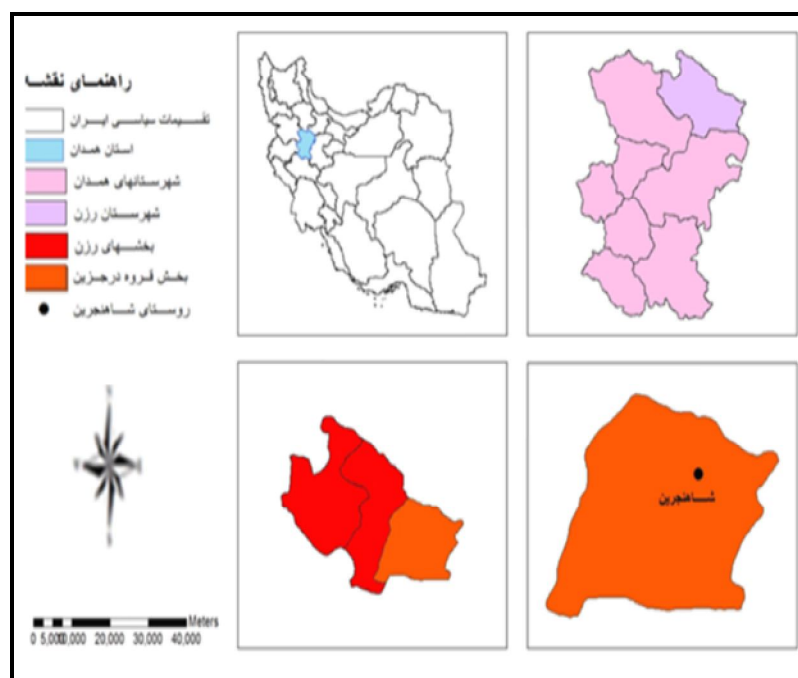 راهنمای نقشه
تقسیمات سیاسی ایران
استان همدان
شهرستانهای همدان
شهرستان رزن
بخشهای رزن
بخش قروه درجزین
روستای شاهنجرین
شاهنجرین
Meters
0 5,000 10,000 20,000 30,000 40,000